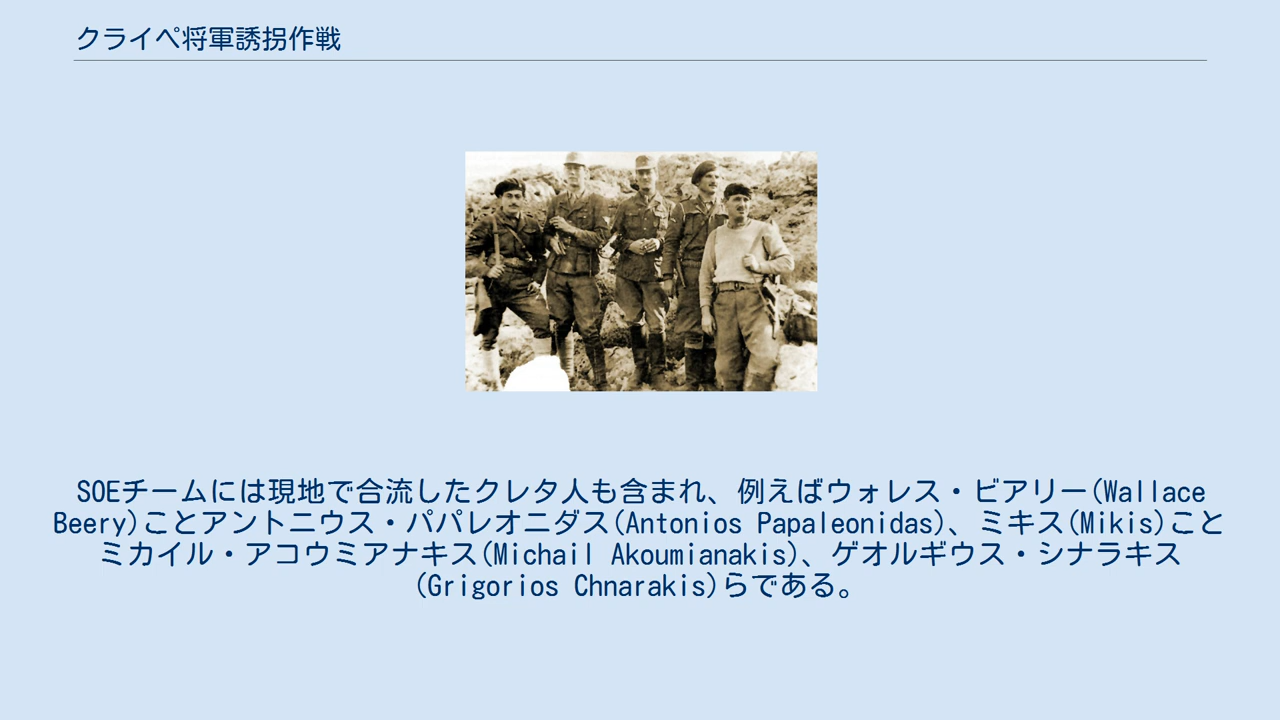 クライペ将軍誘拐作戦
SOEチームには現地で合流したクレタ人も含まれ、例えばウォレス・ビアリー(Wallace
Beery)ことアントニウス・パパレオニダス(Antonios Papaleonidas)、ミキス(Mikis)こと
ミカイル・アコウミアナキス(Michail Akoumianakis)、ゲオルギウス・シナラキス
(Grigorios Chnarakis)らである。